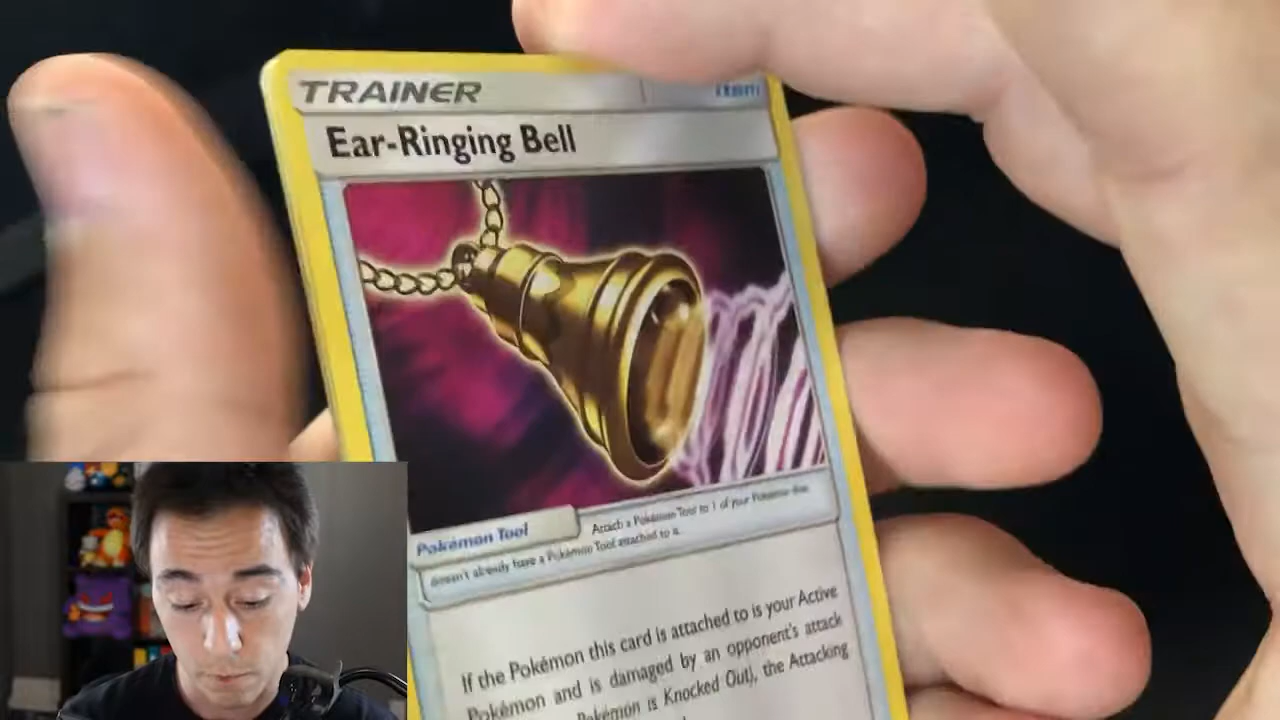 TRAINER
Item
Ear-Ringing Bell
Pokémon Tool
Attach a Pokémon Tool to 1 of your Pokémon that
doesn't already have a Pokémon Tool attached to it.
If the Pokémon this card is attached to is your Active
Pokémon and is damaged by an opponent's attack
Pokémon is Knocked Out), the Attacking